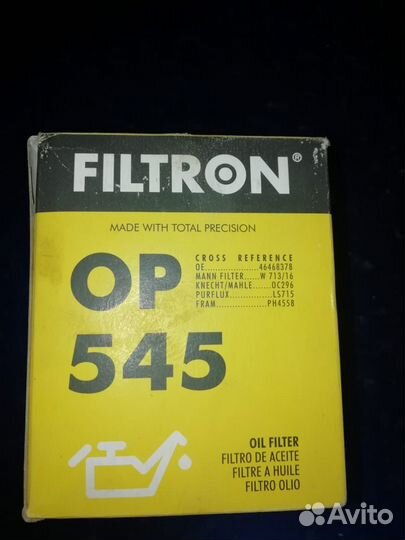 FILTRON®
MADE WITH TOTAL PRECISION
OP
545
CROSS REFERENCE
OE..................46468378
MANN FILTER.....W 713/16
KNECHT/MAHLE......OC296
PURFLUX..............LS715
FRAM.................PH4558
OIL FILTER
FILTRO DE ACEITE
FILTRE A HUILE
FILTRO OLIO
Avito